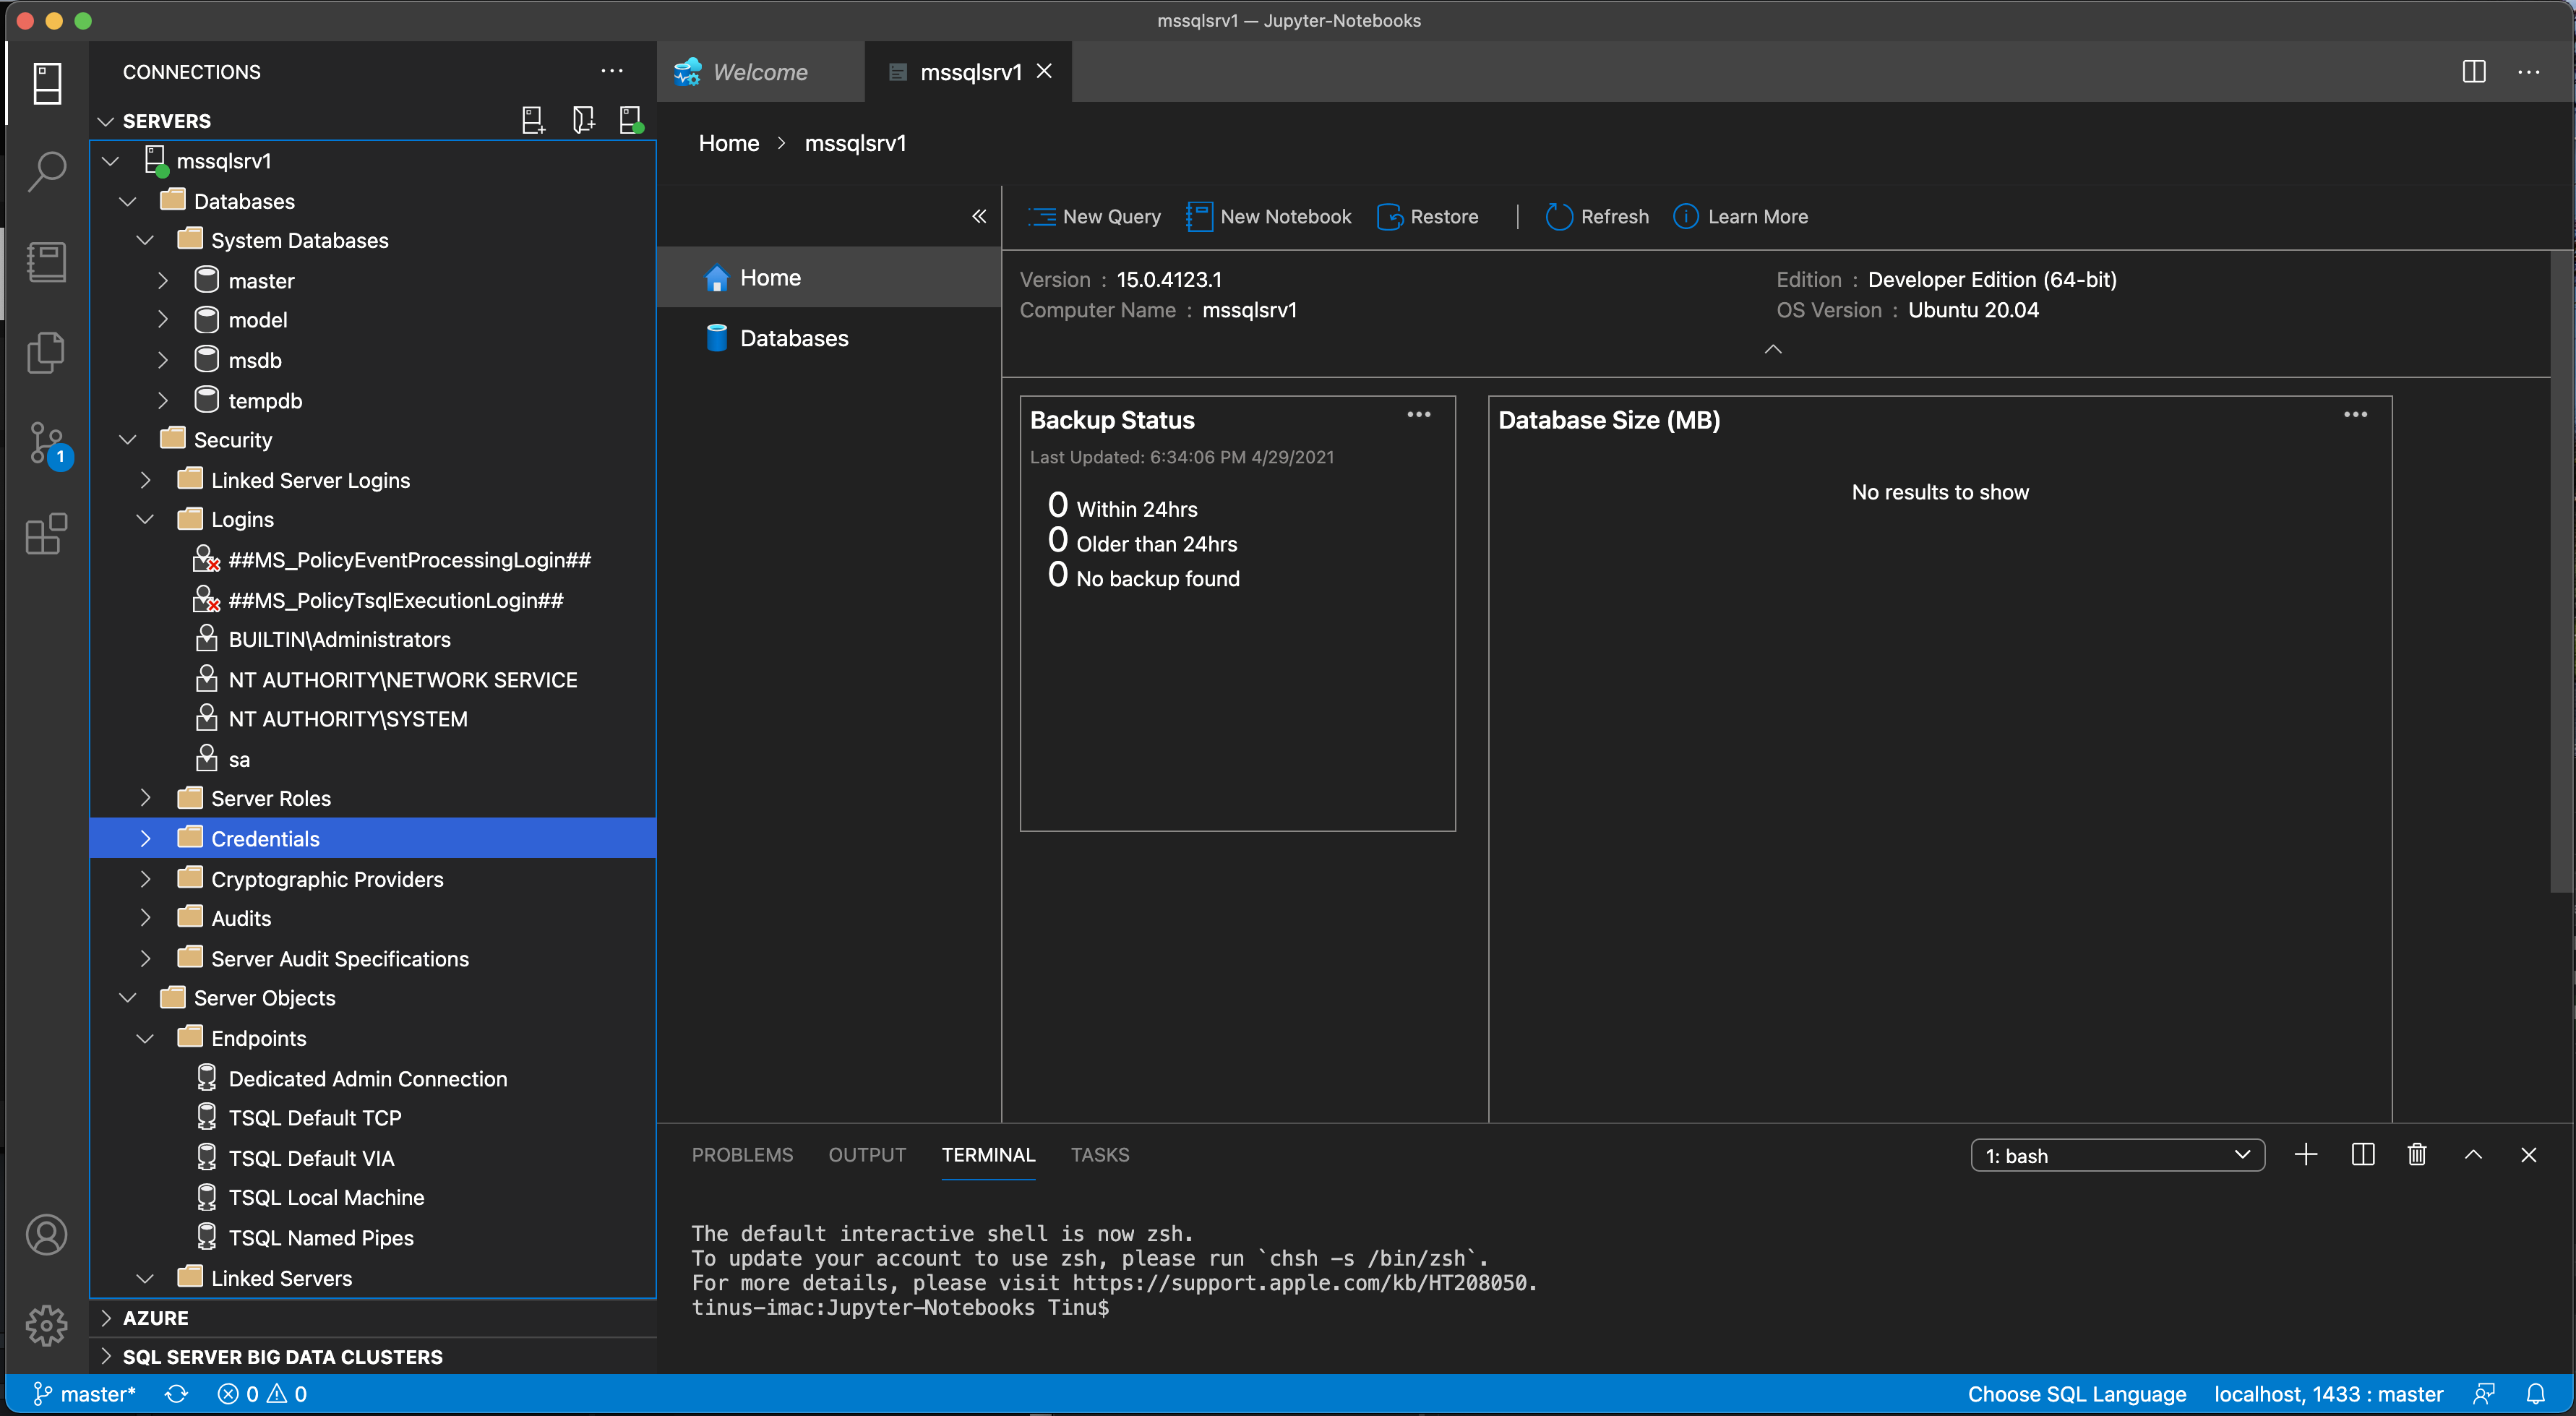 mssqlsrv1 — Jupyter-Notebooks
CONNECTIONS
SERVERS
mssqlsrv1
Databases
System Databases
master
model
msdb
tempdb
Security
Linked Server Logins
Logins
##MS_PolicyEventProcessingLogin##
##MS_PolicyTsqlExecutionLogin##
BUILTIN\Administrators
NT AUTHORITY\NETWORK SERVICE
NT AUTHORITY\SYSTEM
sa
Server Roles
Credentials
Cryptographic Providers
Audits
Server Audit Specifications
Server Objects
Endpoints
Dedicated Admin Connection
TSQL Default TCP
TSQL Default VIA
TSQL Local Machine
TSQL Named Pipes
Linked Servers
AZURE
SQL SERVER BIG DATA CLUSTERS
1
Welcome
mssqlsrv1
Home > mssqlsrv1
Home
Databases
New Query New Notebook Restore | Refresh Learn More
Version : 15.0.4123.1
Computer Name : mssqlsrv1
Edition : Developer Edition (64-bit)
OS Version : Ubuntu 20.04
Backup Status
Last Updated: 6:34:06 PM 4/29/2021
0 Within 24hrs
0 Older than 24hrs
0 No backup found
Database Size (MB)
No results to show
PROBLEMS OUTPUT TERMINAL TASKS
1: bash
The default interactive shell is now zsh.
To update your account to use zsh, please run `chsh -s /bin/zsh`.
For more details, please visit https://support.apple.com/kb/HT208050.
tinus-imac:Jupyter-Notebooks Tinu$
master* 0 0
Choose SQL Language localhost, 1433 : master